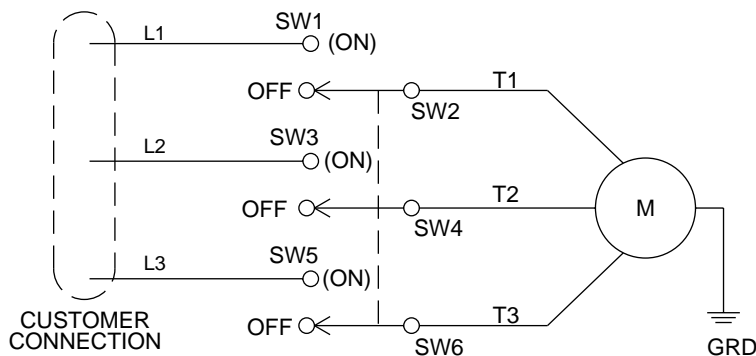 SW1
L1
(ON)
OFF
T1
SW2
SW3
L2
(ON)
OFF
T2
M
SW4
SW5
L3
(ON)
OFF
T3
SW6
CUSTOMER
CONNECTION
GRD